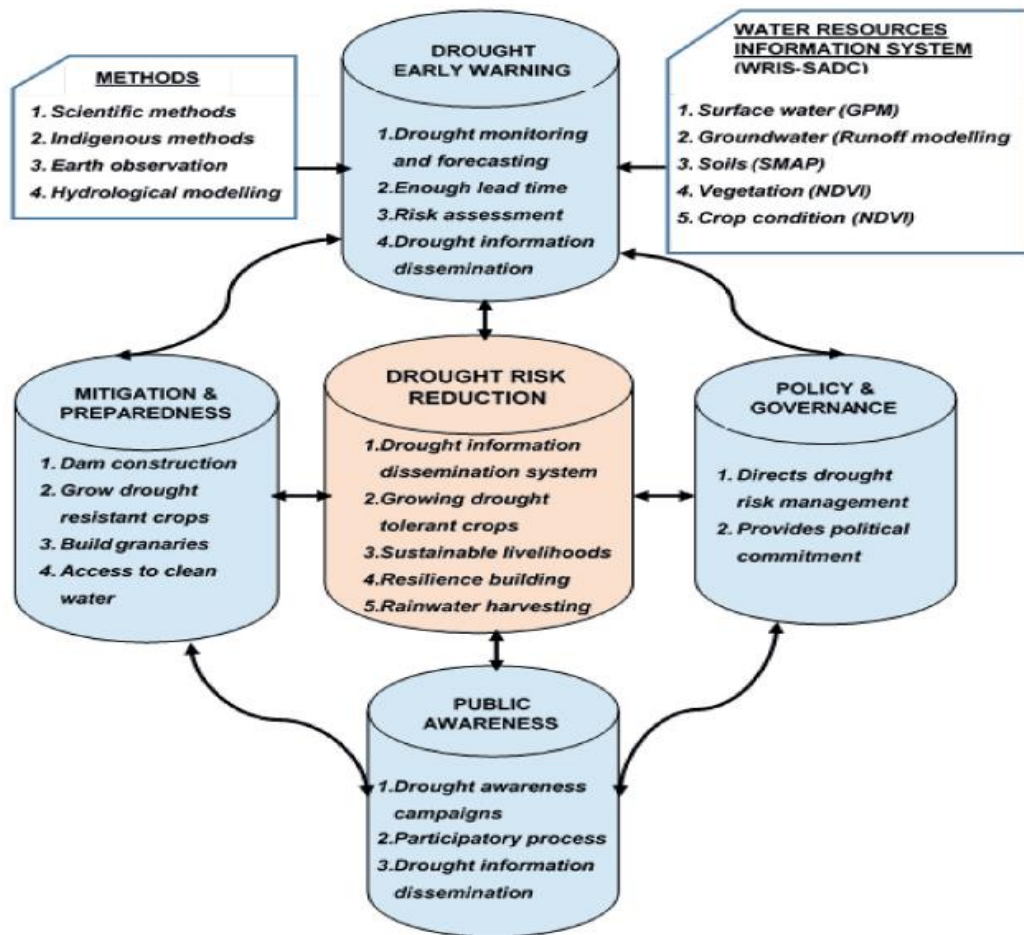 DROUGHT
EARLY WARNING
1.Drought monitoring
and forecasting
2.Enough lead time
3.Risk assessment
4.Drought information
dissemination
METHODS
1. Scientific methods
2. Indigenous methods
3. Earth observation
4. Hydrological modelling
WATER RESOURCES
INFORMATION SYSTEM
(WRIS-SADC)
1. Surface water (GPM)
2. Groundwater (Runoff modelling
3. Soils (SMAP)
4. Vegetation (NDVI)
5. Crop condition (NDVI)
MITIGATION &
PREPAREDNESS
1. Dam construction
2. Grow drought
resistant crops
3. Build granaries
4. Access to clean
water
DROUGHT RISK
REDUCTION
1.Drought information
dissemination system
2.Growing drought
tolerant crops
3.Sustainable livelihoods
4.Resilience building
5.Rainwater harvesting
POLICY &
GOVERNANCE
1. Directs drought
risk management
2. Provides political
commitment
PUBLIC
AWARENESS
1.Drought awareness
campaigns
2.Participatory process
3.Drought information
dissemination